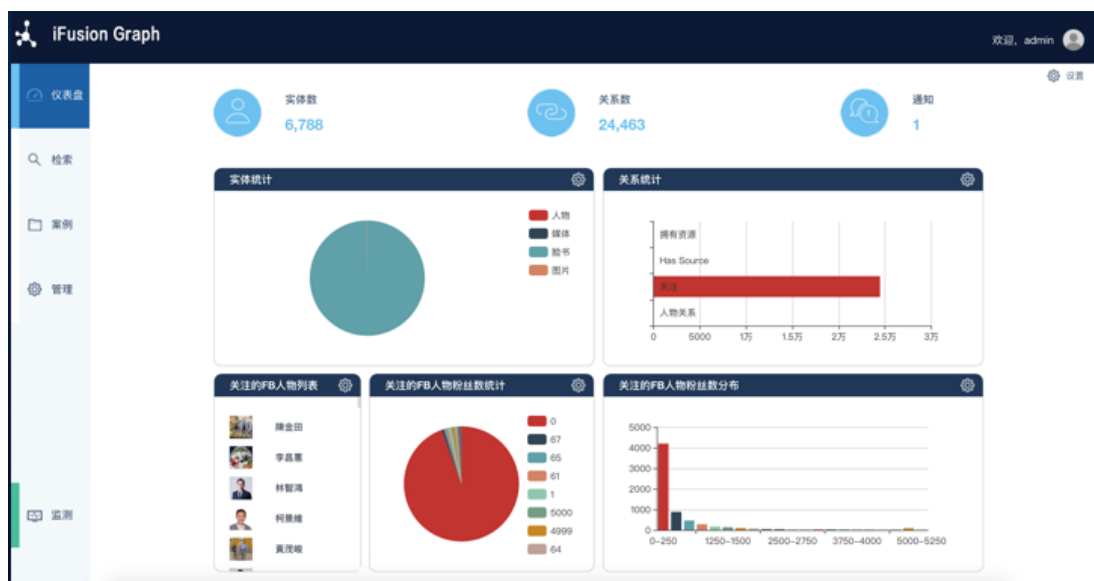 iFusion Graph
欢迎, admin
设置
仪表盘
检索
案例
管理
监测
实体数
6,788
关系数
24,463
通知
1
实体统计
人物
媒体
脸书
图片
关系统计
拥有资源
Has Source
关注
人物关系
0 5000 1万 1.5万 2万 2.5万 3万
关注的FB人物列表
陳金田
李昌蕙
林智鴻
柯景維
黃茂峻
关注的FB人物粉丝数统计
0
67
65
61
1
5000
4999
64
关注的FB人物粉丝数分布
5000
4000
3000
2000
1000
0
0-250 1250-1500 2500-2750 3750-4000 5000-5250